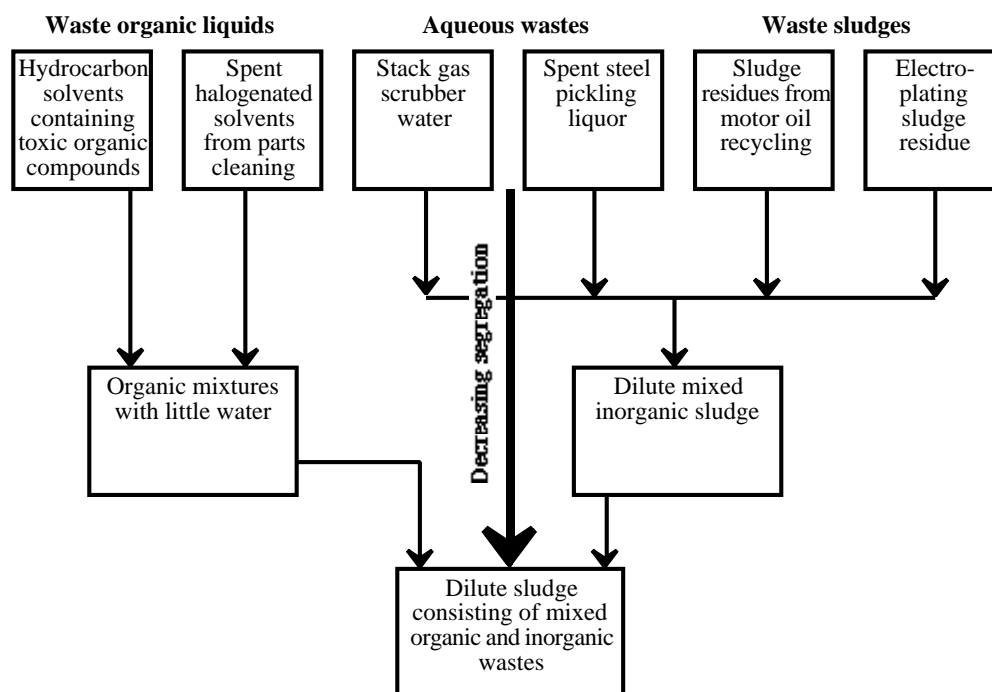 Waste organic liquids
Aqueous wastes
Waste sludges
Hydrocarbon
solvents
containing
toxic organic
compounds
Spent
halogenated
solvents
from parts
cleaning
Stack gas
scrubber
water
Spent steel
pickling
liquor
Sludge
residues from
motor oil
recycling
Electro-
plating
sludge
residue
Decreasing segregation
Organic mixtures
with little water
Dilute mixed
inorganic sludge
Dilute sludge
consisting of mixed
organic and inorganic
wastes